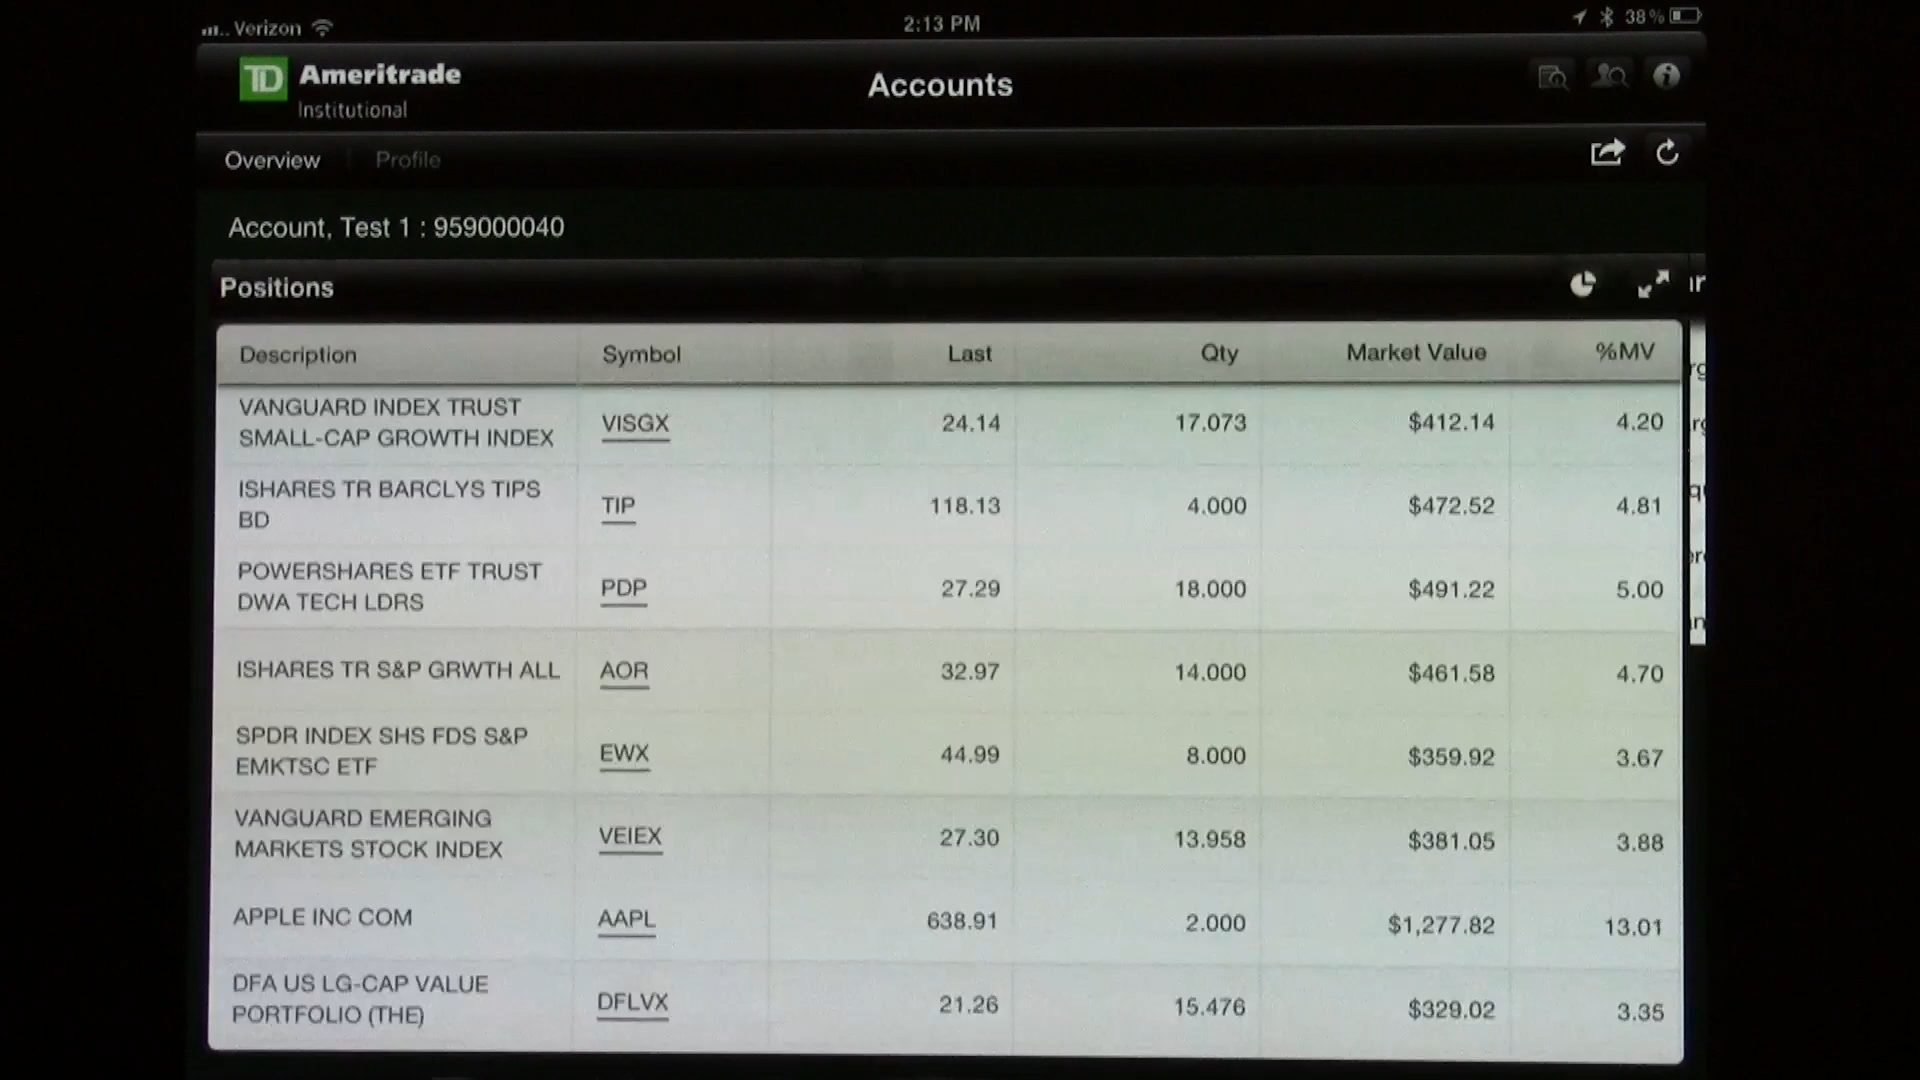 Verizon
2:13 PM
38%
TD Ameritrade
Institutional
Accounts
Overview
Profile
Account, Test 1 : 959000040
Positions
Description Symbol Last Qty Market Value %MV
VANGUARD INDEX TRUST
SMALL-CAP GROWTH INDEX
VISGX 24.14 17.073 $412.14 4.20
ISHARES TR BARCLYS TIPS
BD
TIP 118.13 4.000 $472.52 4.81
POWERSHARES ETF TRUST
DWA TECH LDRS
PDP 27.29 18.000 $491.22 5.00
ISHARES TR S&P GRWTH ALL AOR 32.97 14.000 $461.58 4.70
SPDR INDEX SHS FDS S&P
EMKTSC ETF
EWX 44.99 8.000 $359.92 3.67
VANGUARD EMERGING
MARKETS STOCK INDEX
VEIEX 27.30 13.958 $381.05 3.88
APPLE INC COM AAPL 638.91 2.000 $1,277.82 13.01
DFA US LG-CAP VALUE
PORTFOLIO (THE)
DFLVX 21.26 15.476 $329.02 3.35